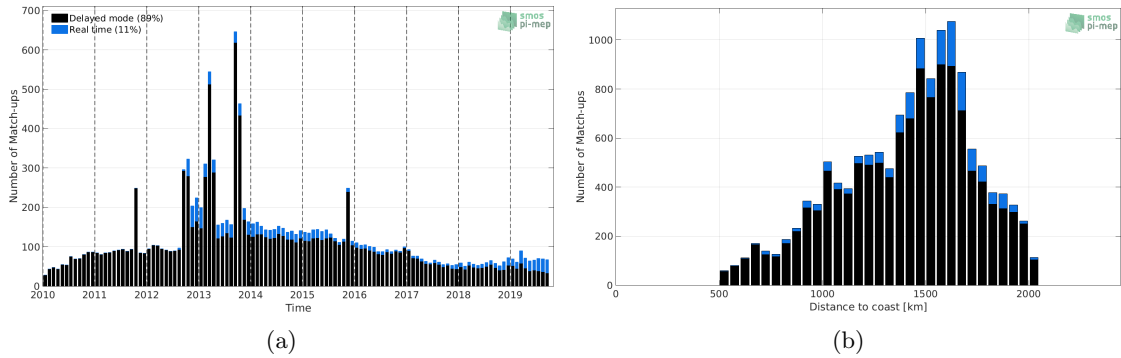 Delayed mode (89%)
Real time (11%)
smos
pi-mep
700
600
500
400
300
200
100
0
Number of Match-ups
2010 2011 2012 2013 2014 2015 2016 2017 2018 2019
Time
(a)
smos
pi-mep
1000
800
600
400
200
0
Number of Match-ups
0 500 1000 1500 2000
Distance to coast [km]
(b)